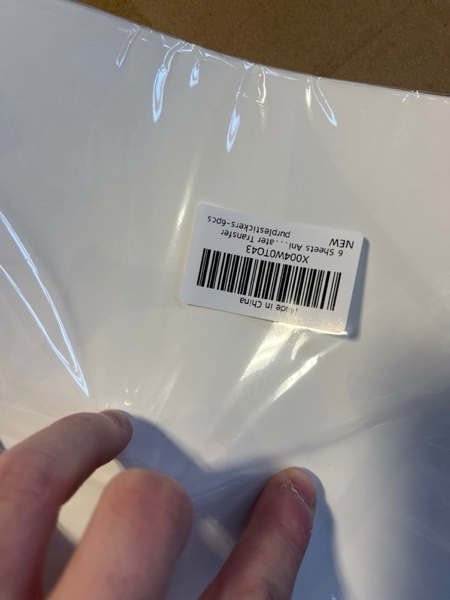 Made in China
X004W0TO43
6 Sheets Ani... ...ater Transfer
purplestickers-6pcs
NEW